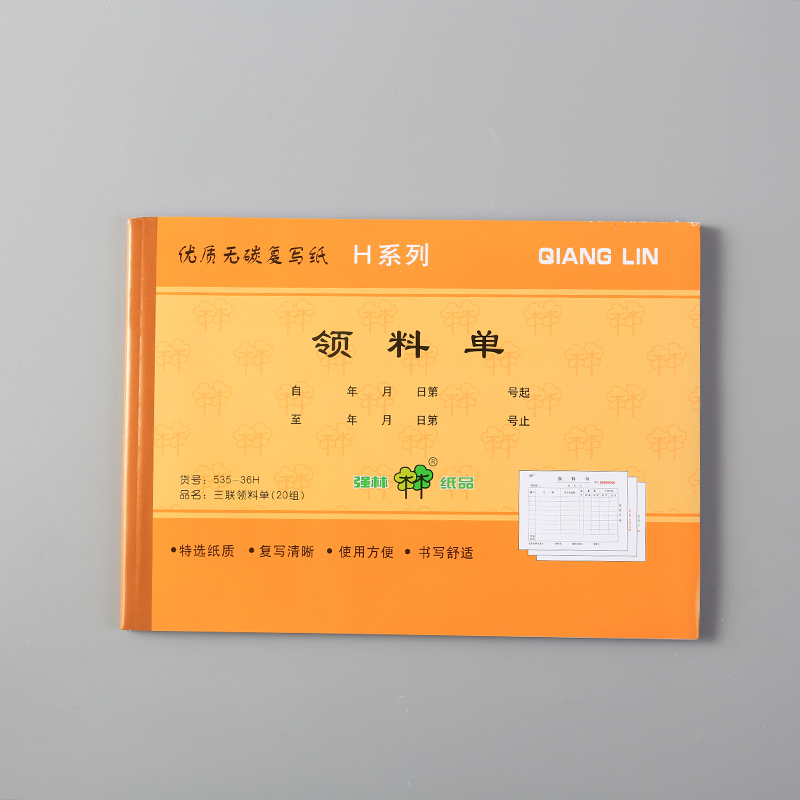 优质无碳复写纸 H系列 QIANG LIN
领料单
自 年 月 日第 号起
至 年 月 日第 号止
货号：535-36H
品名：三联领料单(20组)
强林 纸品 ®
•特选纸质 •复写清晰 •使用方便 •书写舒适
领料单